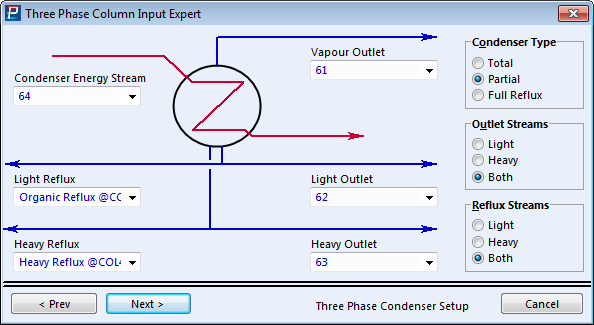 Three Phase Column Input Expert
Vapour Outlet
61
Condenser Energy Stream
64
Light Reflux
Organic Reflux @CC
Light Outlet
62
Heavy Reflux
Heavy Reflux @COL4
Heavy Outlet
63
Condenser Type
Total
Partial
Full Reflux
Outlet Streams
Light
Heavy
Both
Reflux Streams
Light
Heavy
Both
< Prev
Next >
Three Phase Condenser Setup
Cancel